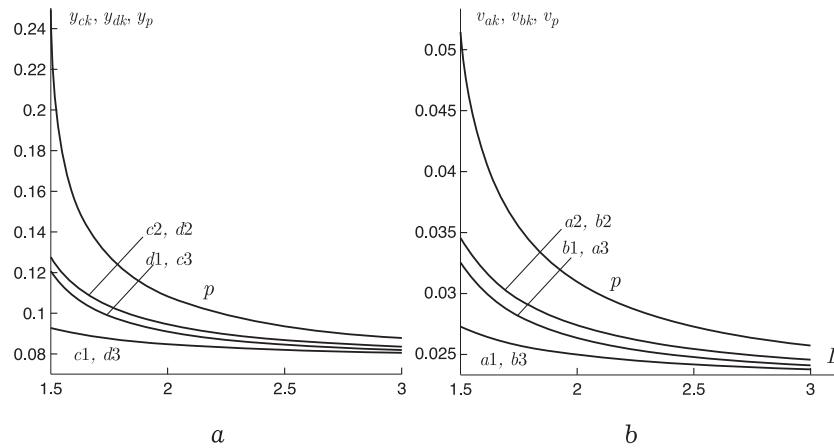 y_ck, y_dk, y_p
0.24
0.22
0.2
0.18
0.16
0.14
0.12
0.1
0.08
c2, d2
d1, c3
p
c1, d3
1.5 2 2.5 3
a
v_ak, v_bk, v_p
0.05
0.045
0.04
0.035
0.03
0.025
a2, b2
b1, a3
p
a1, b3
1.5 2 2.5 3
b